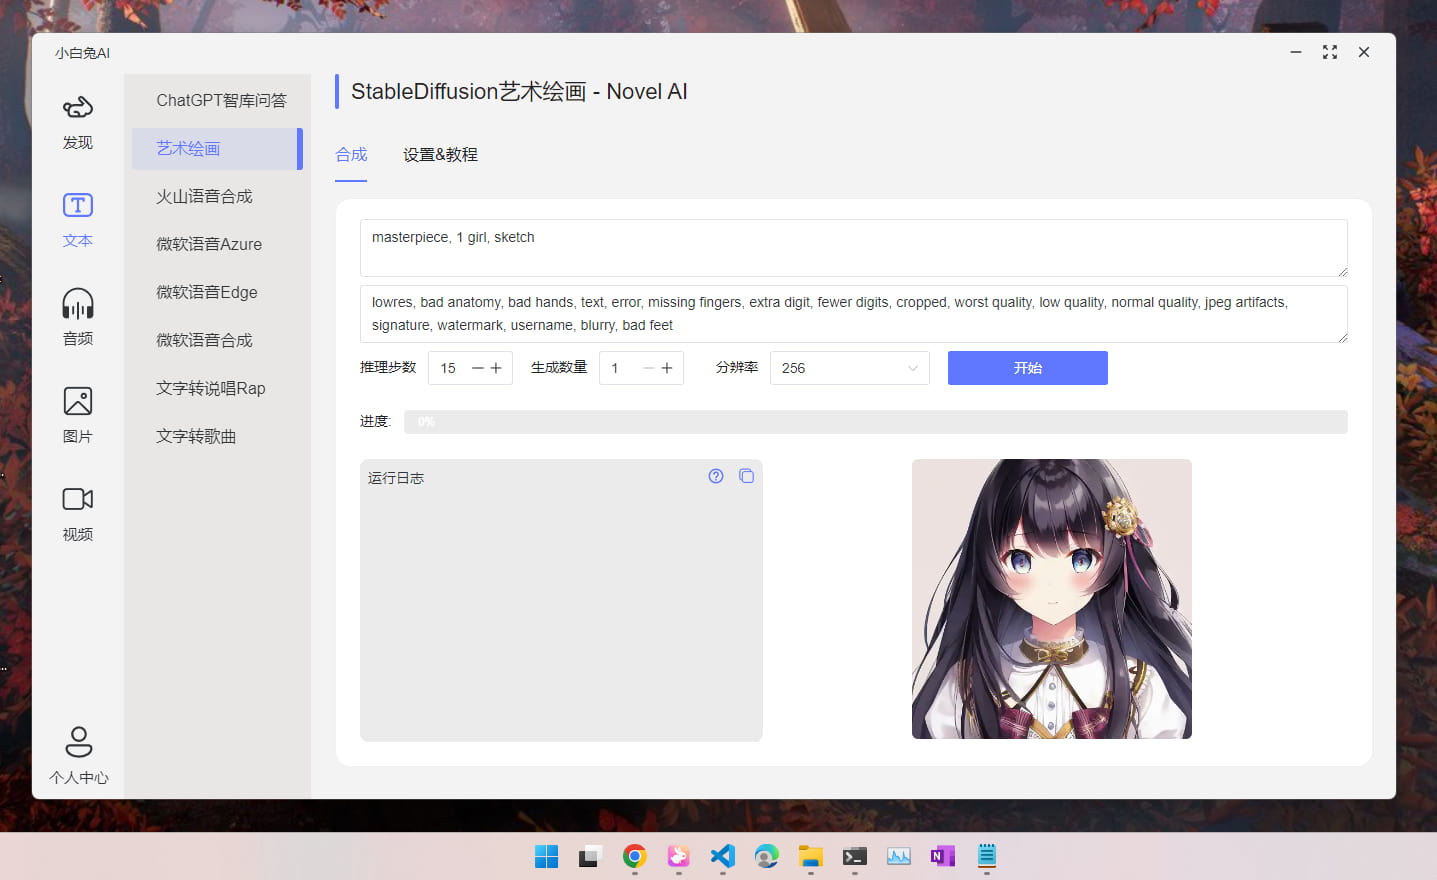 小白兔AI
发现
文本
音频
图片
视频
个人中心
ChatGPT智库问答
艺术绘画
火山语音合成
微软语音Azure
微软语音Edge
微软语音合成
文字转说唱Rap
文字转歌曲
StableDiffusion艺术绘画 - Novel AI
合成 设置&教程
masterpiece, 1 girl, sketch
lowres, bad anatomy, bad hands, text, error, missing fingers, extra digit, fewer digits, cropped, worst quality, low quality, normal quality, jpeg artifacts,
signature, watermark, username, blurry, bad feet
推理步数 15 生成数量 1 分辨率 256 开始
进度: 0%
运行日志